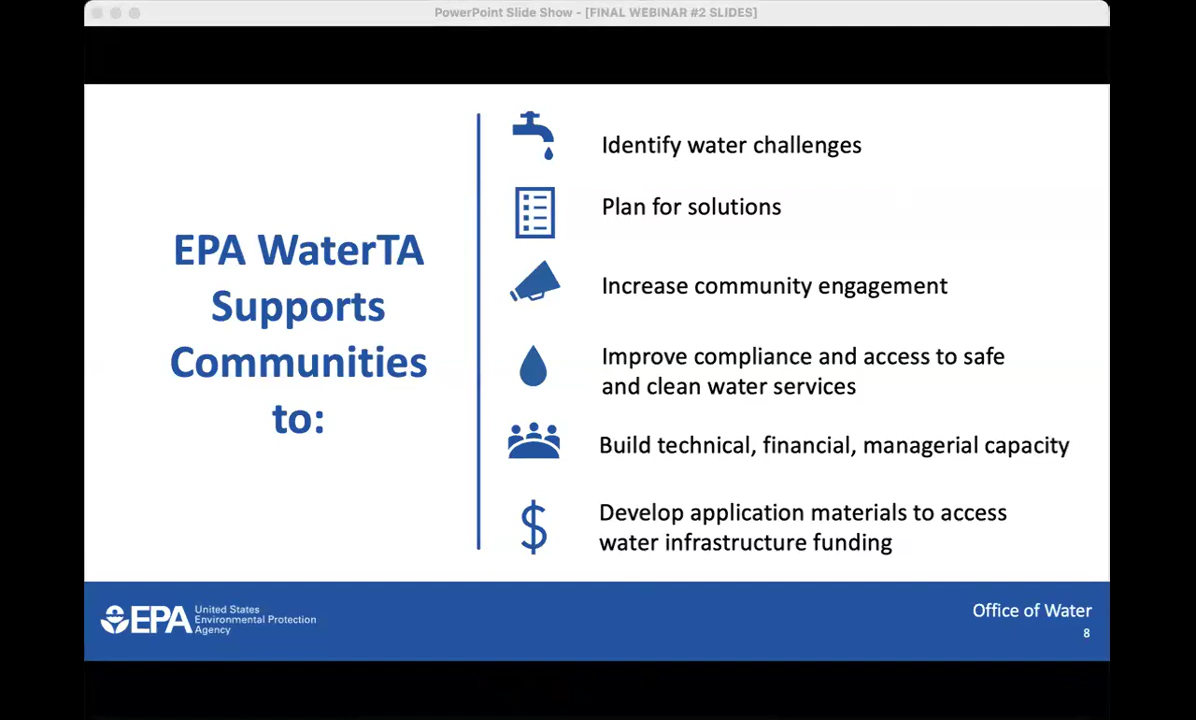 PowerPoint Slide Show - [FINAL WEBINAR #2 SLIDES]
EPA WaterTA
Supports
Communities
to:
Identify water challenges
Plan for solutions
Increase community engagement
Improve compliance and access to safe
and clean water services
Build technical, financial, managerial capacity
$
Develop application materials to access
water infrastructure funding
EPA
United States
Environmental Protection
Agency
Office of Water
8